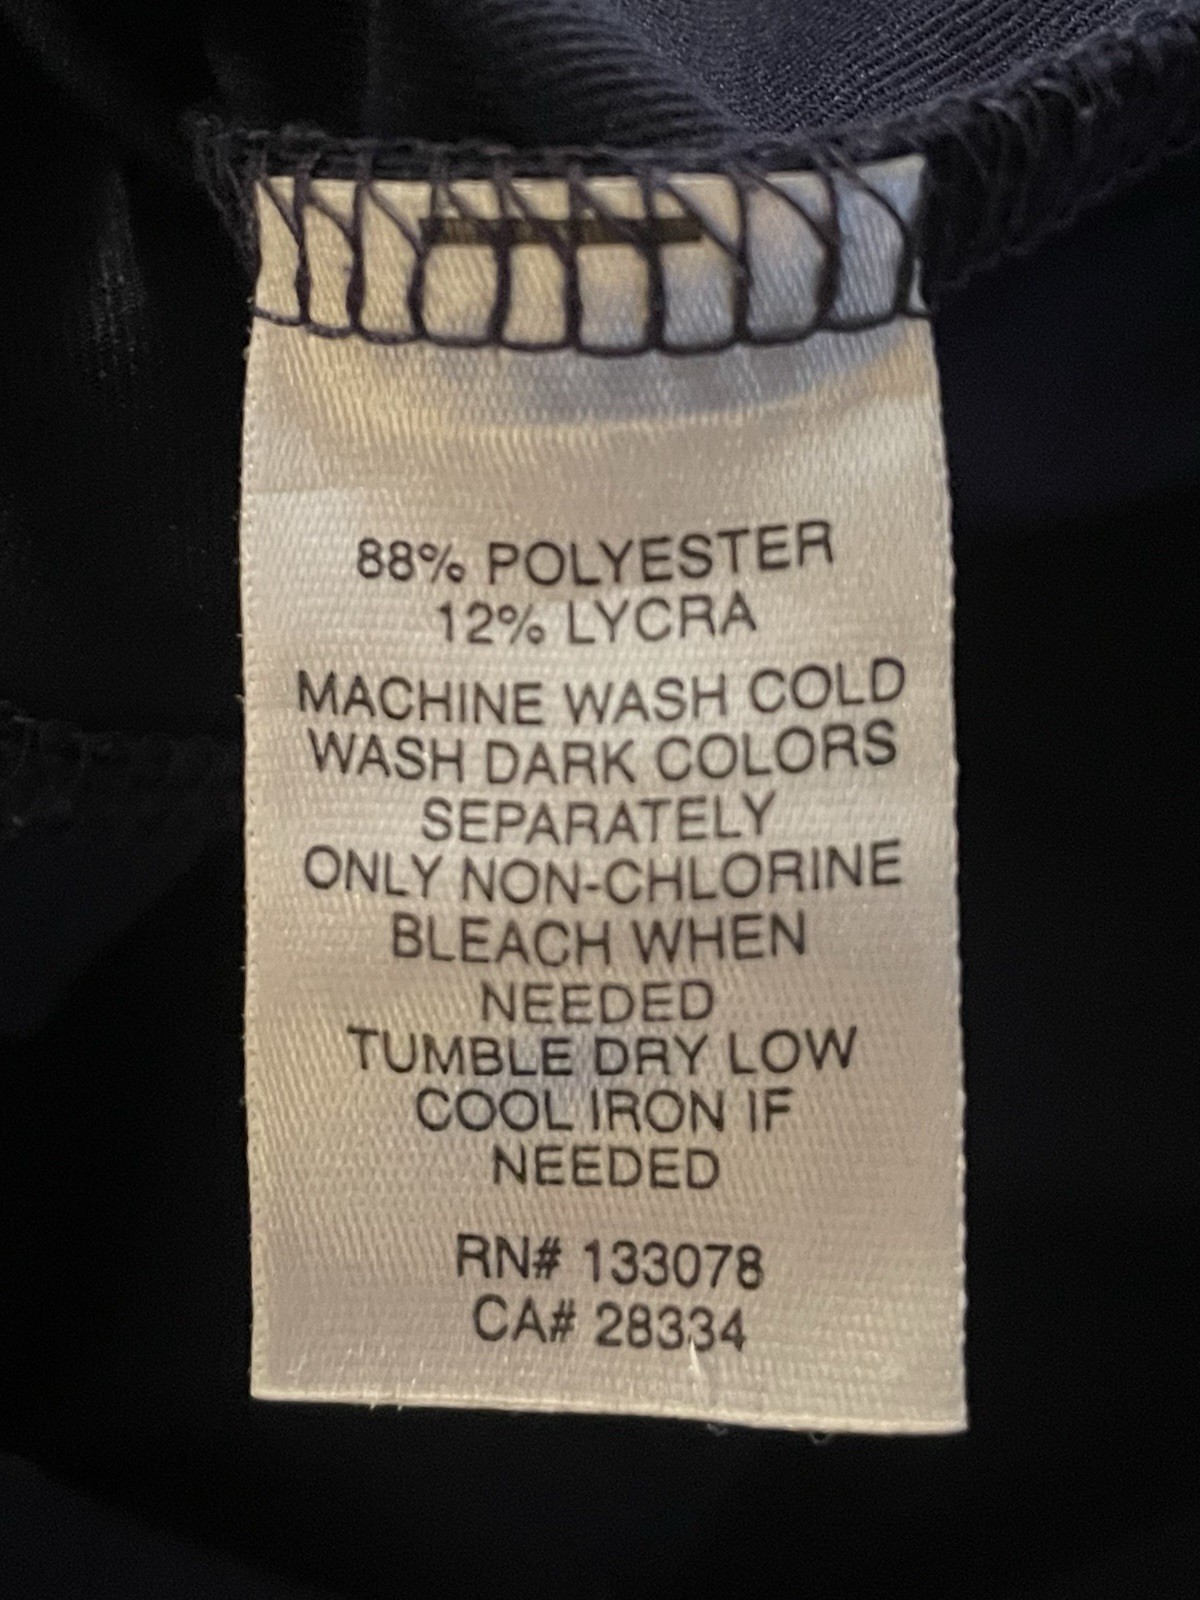 88% POLYESTER
12% LYCRA
MACHINE WASH COLD
WASH DARK COLORS
SEPARATELY
ONLY NON-CHLORINE
BLEACH WHEN
NEEDED
TUMBLE DRY LOW
COOL IRON IF
NEEDED
RN# 133078
CA# 28334